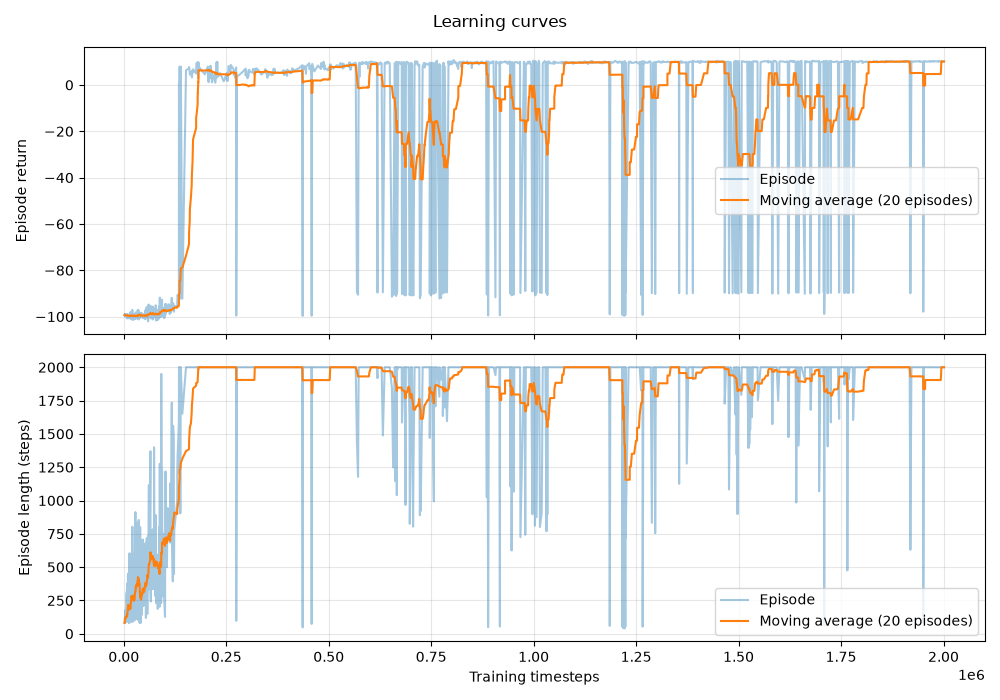 Learning curves
Episode return
0
−20
−40
−60
−80
−100
Episode
Moving average (20 episodes)
Episode length (steps)
2000
1750
1500
1250
1000
750
500
250
0
Episode
Moving average (20 episodes)
0.00 0.25 0.50 0.75 1.00 1.25 1.50 1.75 2.00
Training timesteps
1e6